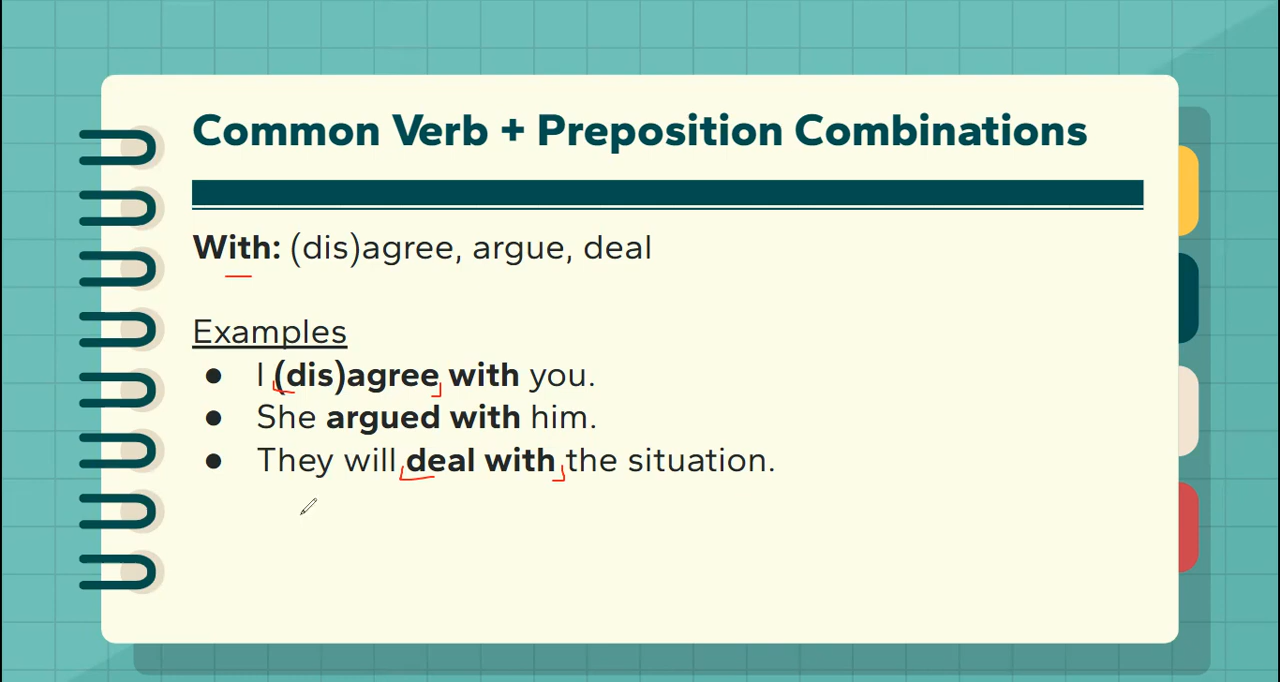 Common Verb + Preposition Combinations
With: (dis)agree, argue, deal
Examples
● I (dis)agree with you.
● She argued with him.
● They will deal with the situation.